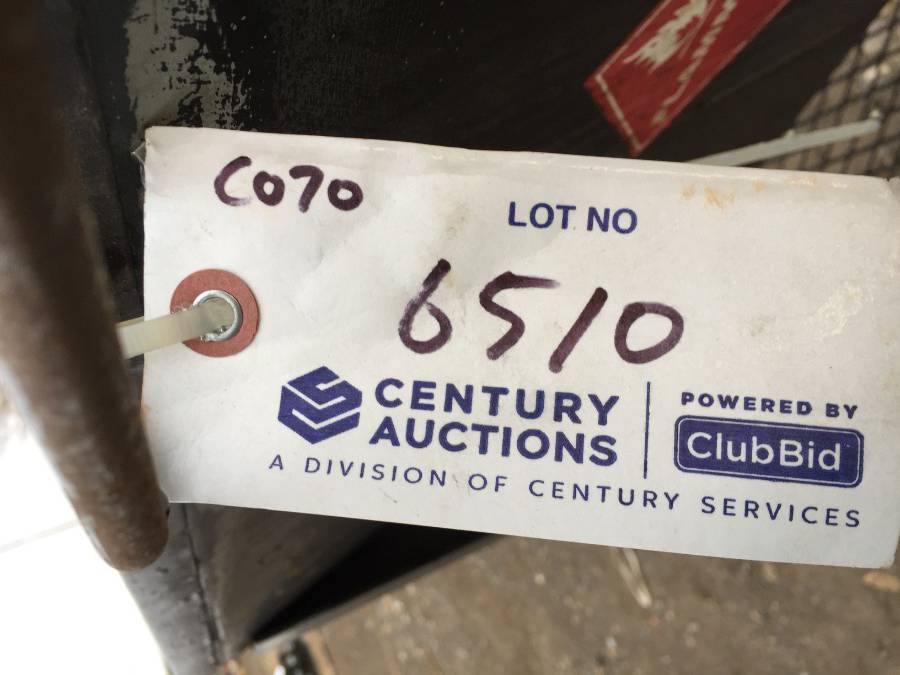 C070
LOT NO
6510
CENTURY
AUCTIONS
POWERED BY
ClubBid
A DIVISION OF CENTURY SERVICES